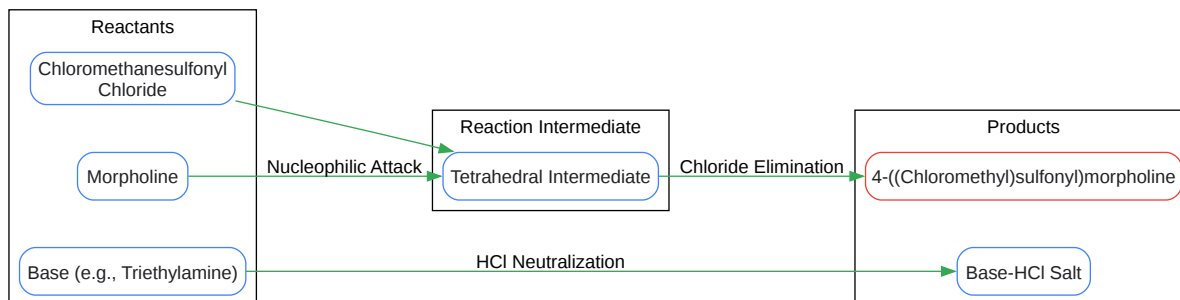 Reactants
Chloromethanesulfonyl
Chloride
Reaction Intermediate
Products
Morpholine
Nucleophilic Attack
Tetrahedral Intermediate
Chloride Elimination
4-((Chloromethyl)sulfonyl)morpholine
Base (e.g., Triethylamine)
HCl Neutralization
Base-HCl Salt